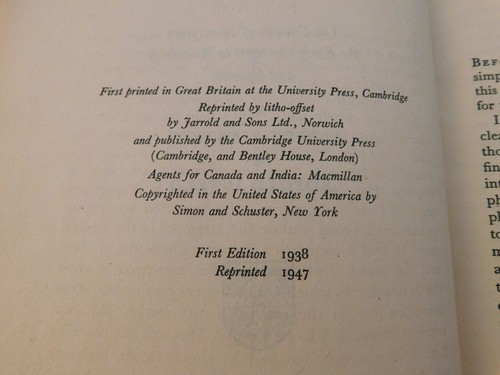 First printed in Great Britain at the University Press, Cambridge
Reprinted by litho-offset
by Jarrold and Sons Ltd., Norwich
and published by the Cambridge University Press
(Cambridge, and Bentley House, London)
Agents for Canada and India: Macmillan
Copyrighted in the United States of America by
Simon and Schuster, New York
First Edition 1938
Reprinted 1947
this
for